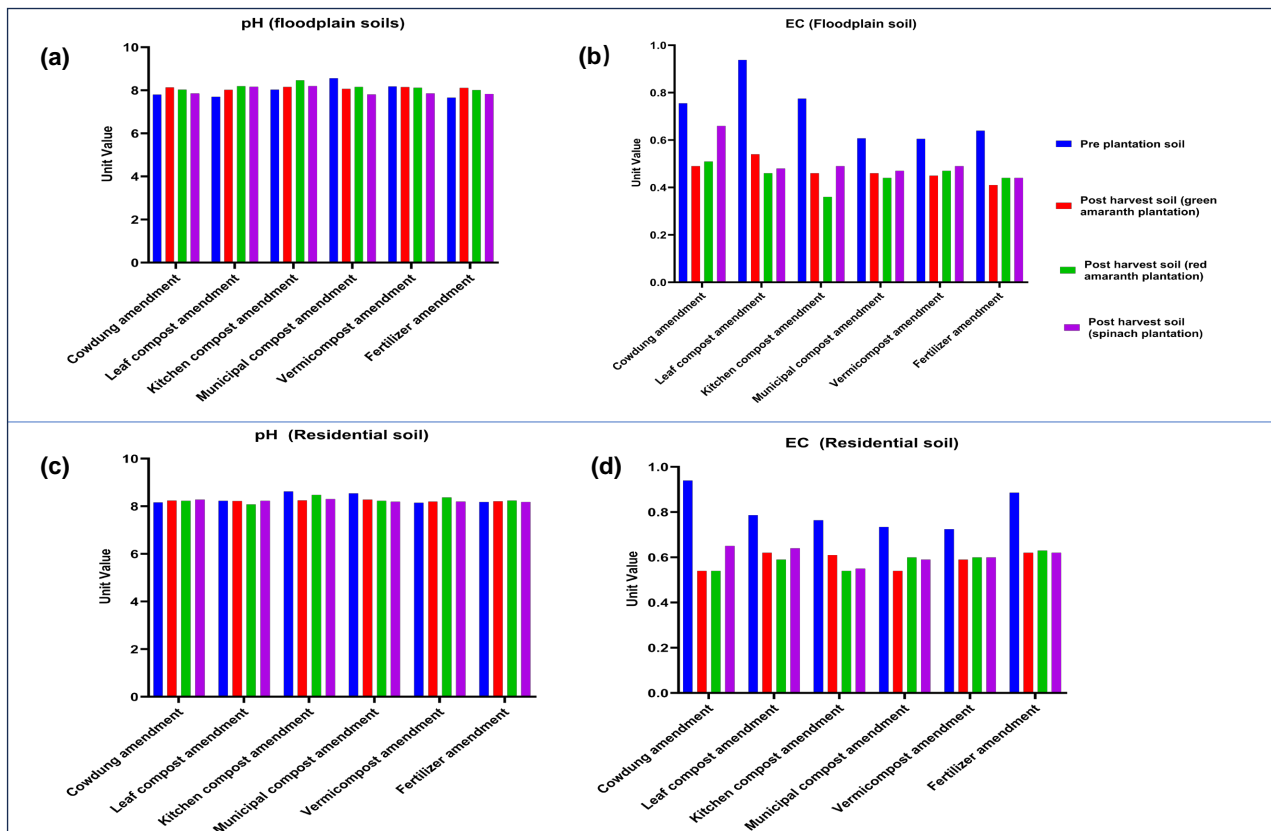 pH (floodplain soils)
(a)
10
8
6
4
2
0
Unit Value
Cowdung amendment
Leaf compost amendment
Kitchen compost amendment
Municipal compost amendment
Vermicompost amendment
Fertilizer amendment
EC (Floodplain soil)
(b)
1.0
0.8
0.6
0.4
0.2
0.0
Unit Value
Cowdung amendment
Leaf compost amendment
Kitchen compost amendment
Municipal compost amendment
Vermicompost amendment
Fertilizer amendment
Pre plantation soil
Post harvest soil (green
amaranth plantation)
Post harvest soil (red
amaranth plantation)
Post harvest soil
(spinach plantation)
pH (Residential soil)
(c)
10
8
6
4
2
0
Unit Value
Cowdung amendment
Leaf compost amendment
Kitchen compost amendment
Municipal compost amendment
Vermicompost amendment
Fertilizer amendment
EC (Residential soil)
(d)
1.0
0.8
0.6
0.4
0.2
0.0
Unit Value
Cowdung amendment
Leaf compost amendment
Kitchen compost amendment
Municipal compost amendment
Vermicompost amendment
Fertilizer amendment